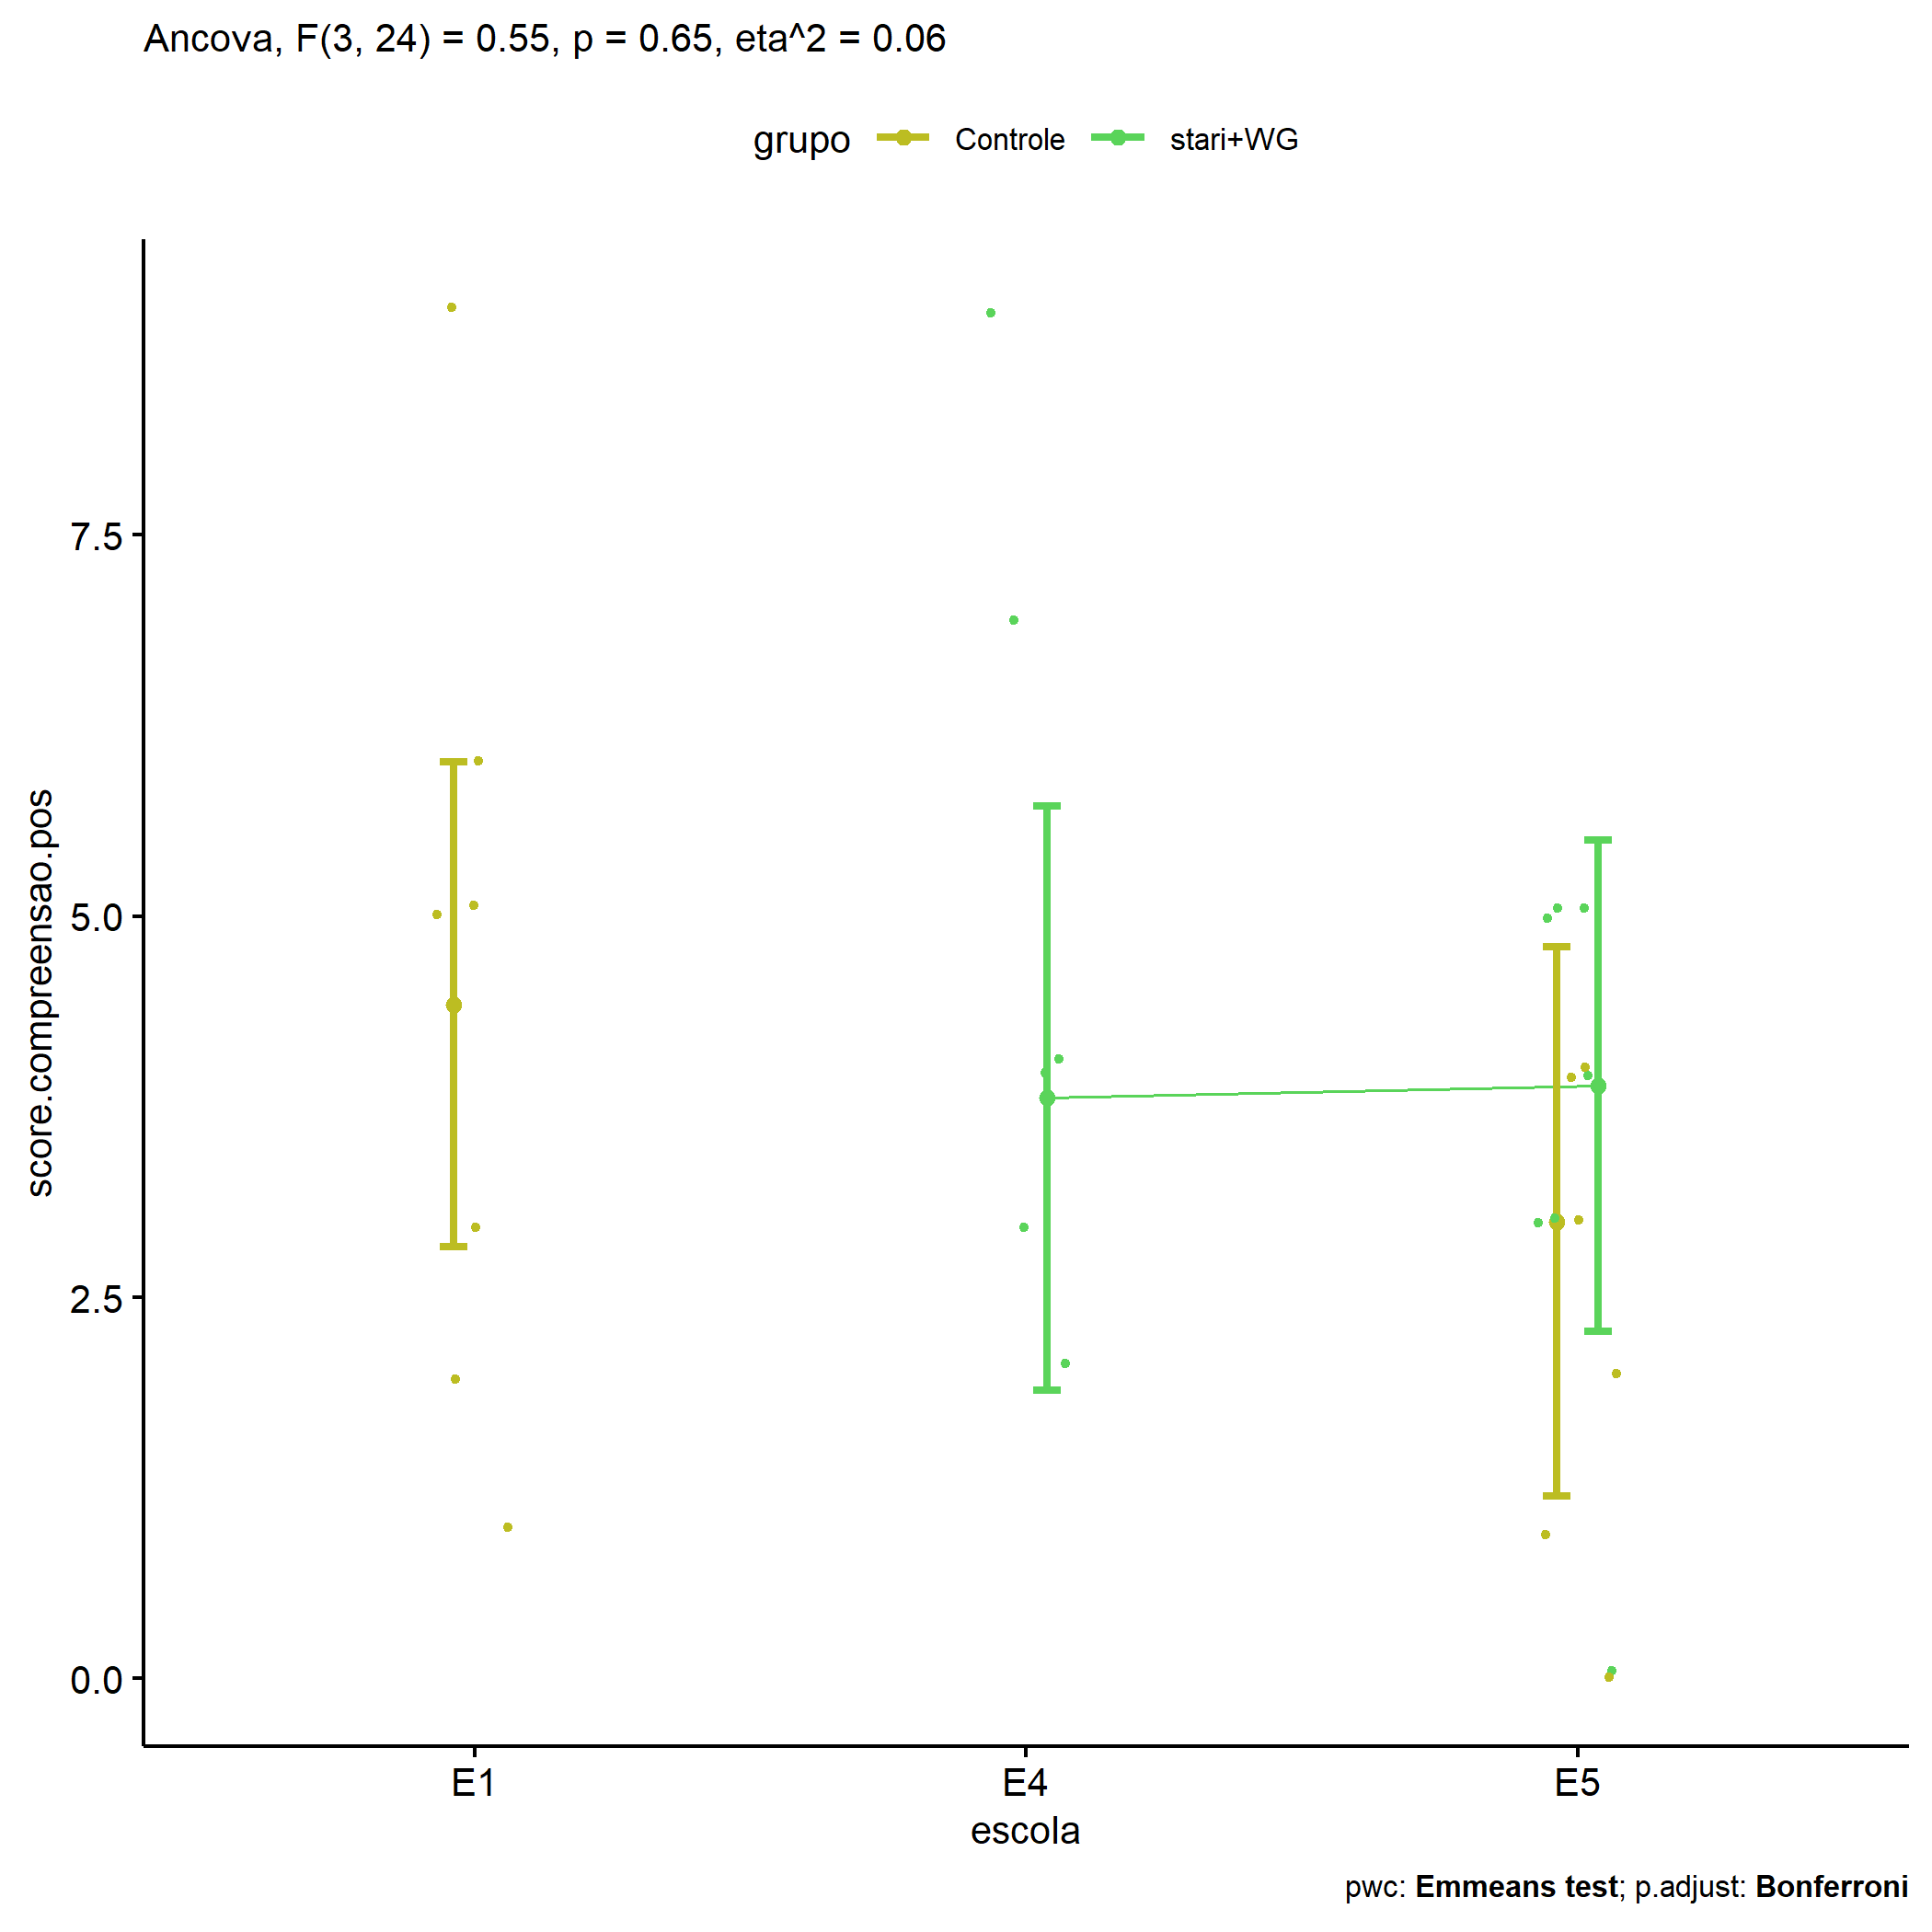 Ancova, F(3, 24) = 0.55, p = 0.65, eta^2 = 0.06
grupo Controle stari+WG
score.compreensao.pos
7.5
5.0
2.5
0.0
E1 E4 E5
escola
pwc: Emmeans test; p.adjust: Bonferroni